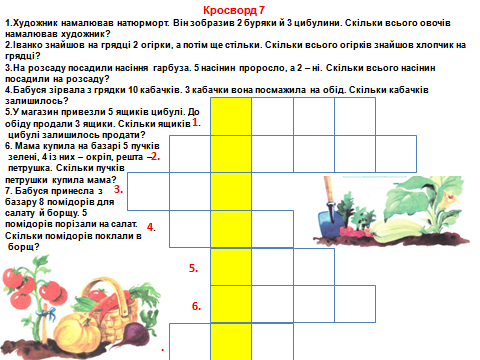 Кросворд 7
1.Художник намалював натюрморт. Він зобразив 2 буряки й 3 цибулини. Скільки всього овочів
намалював художник?
2.Іванко знайшов на грядці 2 огірки, а потім ще стільки. Скільки всього огірків знайшов хлопчик на
грядці?
3.На розсаду посадили насіння гарбуза. 5 насінин проросло, а 2 – ні. Скільки всього насінин
посадили на розсаду?
4.Бабуся зірвала з грядки 10 кабачків. 3 кабачки вона посмажила на обід. Скільки кабачків
залишилось?
5.У магазин привезли 5 ящиків цибулі. До
обіду продали 3 ящики. Скільки ящиків
цибулі залишилось продати?
6. Мама купила на базарі 5 пучків
зелені, 4 із них – окріп, решта –
петрушка. Скільки пучків
петрушки купила мама?
7. Бабуся принесла з
базару 8 помідорів для
салату й борщу. 5
помідорів порізали на салат.
Скільки помідорів поклали в
борщ?
1.
2.
3.
4.
5.
6.
.